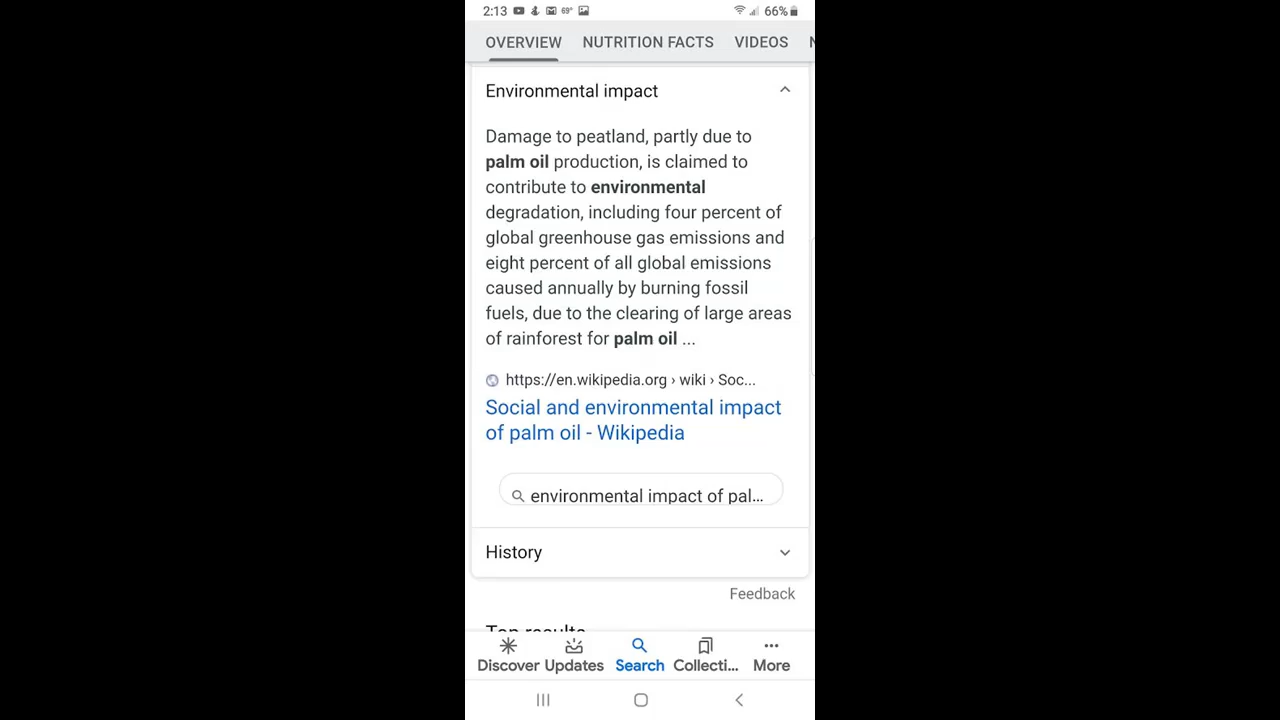 2:13 69° 66%
OVERVIEW NUTRITION FACTS VIDEOS
Environmental impact
Damage to peatland, partly due to
palm oil production, is claimed to
contribute to environmental
degradation, including four percent of
global greenhouse gas emissions and
eight percent of all global emissions
caused annually by burning fossil
fuels, due to the clearing of large areas
of rainforest for palm oil ...
https://en.wikipedia.org › wiki › Soc...
Social and environmental impact
of palm oil - Wikipedia
environmental impact of pal...
History
Feedback
Top results
Discover Updates Search Collecti... More